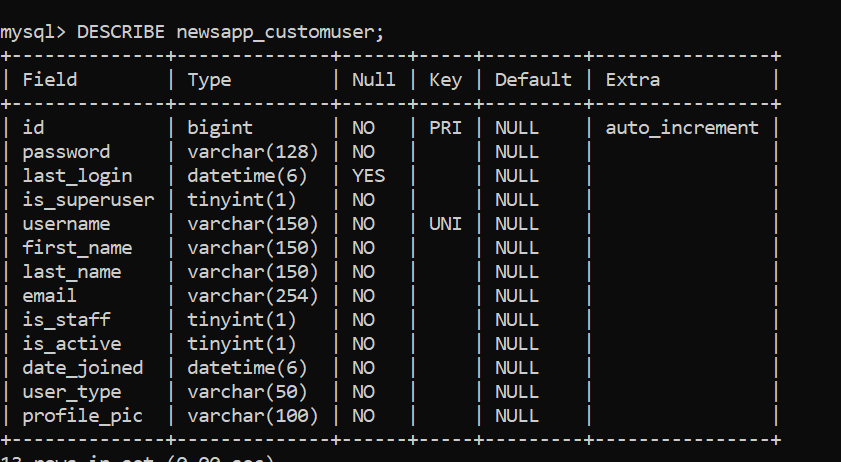 mysql> DESCRIBE newsapp_customuser;
+--------------+--------------+------+-----+---------+----------------+
| Field        | Type         | Null | Key | Default | Extra          |
+--------------+--------------+------+-----+---------+----------------+
| id           | bigint       | NO   | PRI | NULL    | auto_increment |
| password     | varchar(128) | NO   |     | NULL    |                |
| last_login   | datetime(6)  | YES  |     | NULL    |                |
| is_superuser | tinyint(1)   | NO   |     | NULL    |                |
| username     | varchar(150) | NO   | UNI | NULL    |                |
| first_name   | varchar(150) | NO   |     | NULL    |                |
| last_name    | varchar(150) | NO   |     | NULL    |                |
| email        | varchar(254) | NO   |     | NULL    |                |
| is_staff     | tinyint(1)   | NO   |     | NULL    |                |
| is_active    | tinyint(1)   | NO   |     | NULL    |                |
| date_joined  | datetime(6)  | NO   |     | NULL    |                |
| user_type    | varchar(50)  | NO   |     | NULL    |                |
| profile_pic  | varchar(100) | NO   |     | NULL    |                |
+--------------+--------------+------+-----+---------+----------------+
13 rows in set (0.00 sec)